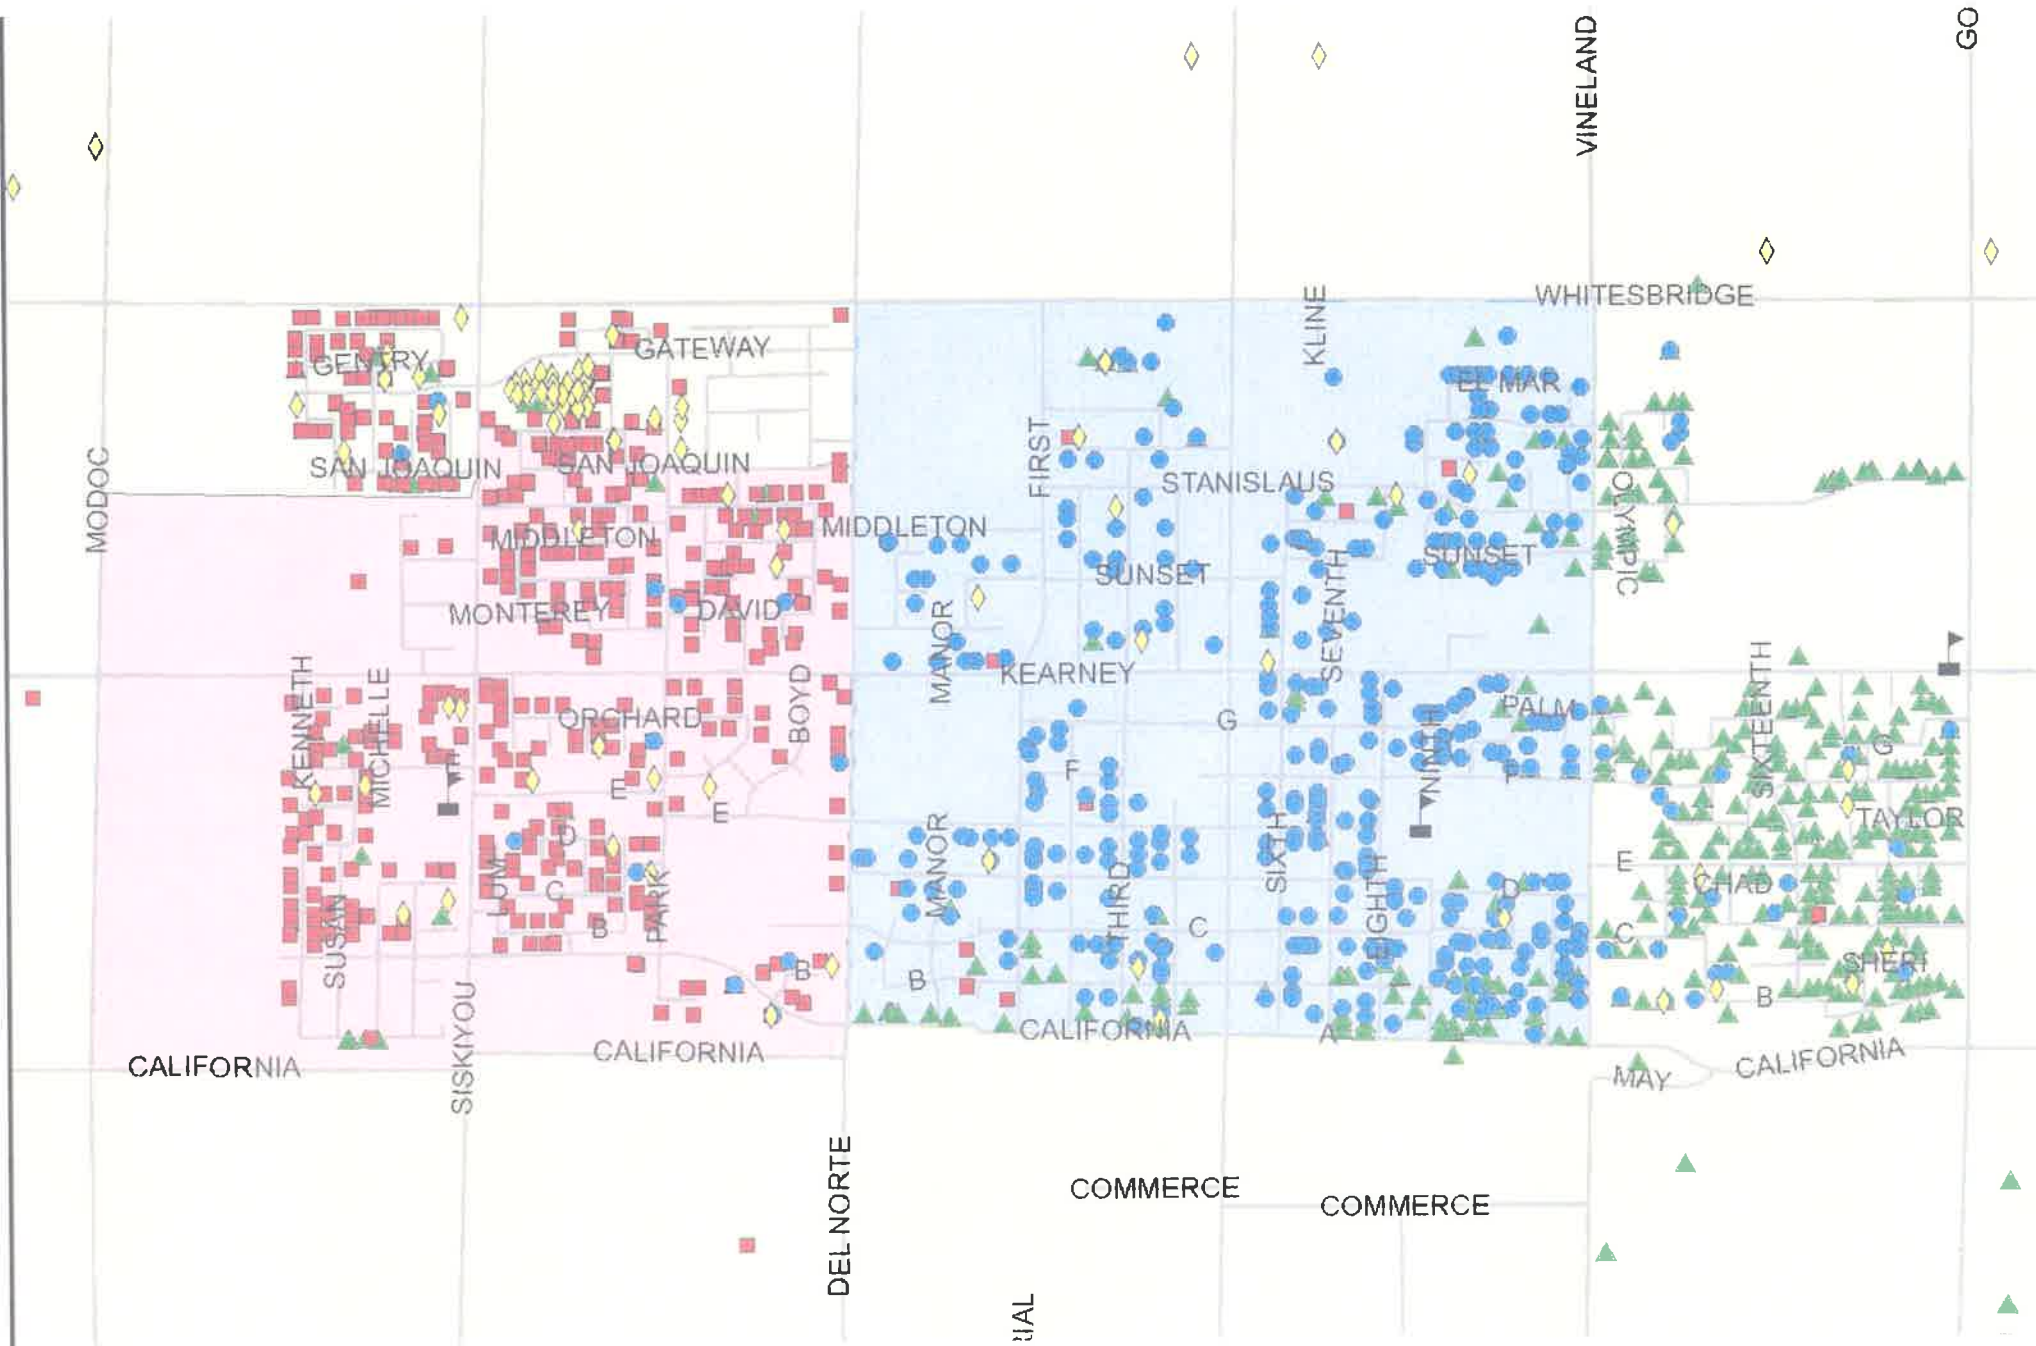 GO
VINELAND
WHITESBRIDGE
KLINE
GATEWAY
GENTRY
EL MAR
FIRST
SAN JOAQUIN
SAN JOAQUIN
STANISLAUS
MODOC
OLYMPIC
MIDDLETON
MIDDLETON
SUNSET
SUNSET
SEVENTH
MONTEREY
DAVID
MANOR
KEARNEY
KENNETH
MICHELLE
BOYD
SIXTEENTH
ORCHARD
G
PALM
NINTH
G
F
F
E
E
TAYLOR
D
MANOR
SIXTH
E
LUM
C
PARK
THIRD
EIGHTH
D
CHAD
SUSAN
B
C
C
SHERI
B
B
B
SISKIYOU
CALIFORNIA
A
CALIFORNIA
CALIFORNIA
CALIFORNIA
MAY
DEL NORTE
COMMERCE
COMMERCE
RIAL